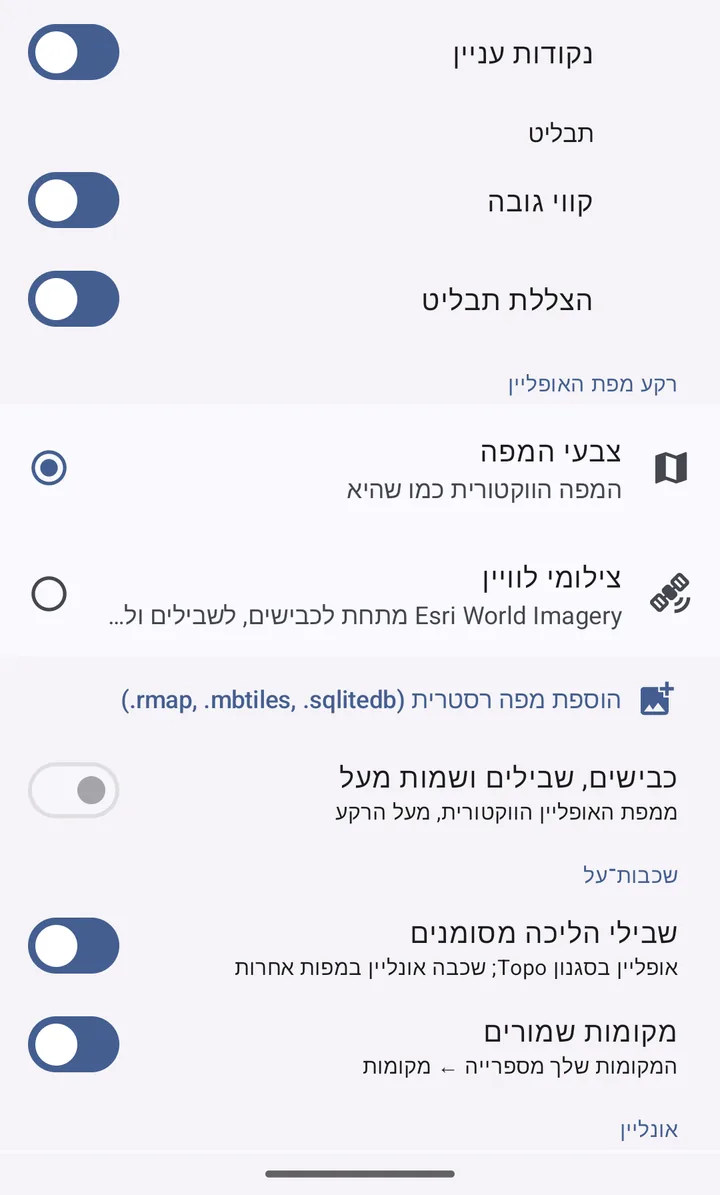 נקודות עניין
תבליט
קווי גובה
הצללת תבליט
רקע מפת האופליין
צבעי המפה
המפה הווקטורית כמו שהיא
צילומי לוויין
Esri World Imagery מתחת לכבישים, לשבילים ול...
הוספת מפה רסטרית (‎.rmap, .mbtiles, .sqlitedb)
כבישים, שבילים ושמות מעל
ממפת האופליין הווקטורית, מעל הרקע
שכבות־על
שבילי הליכה מסומנים
אופליין בסגנון Topo; שכבה אונליין במפות אחרות
מקומות שמורים
המקומות שלך מספרייה ← מקומות
אונליין